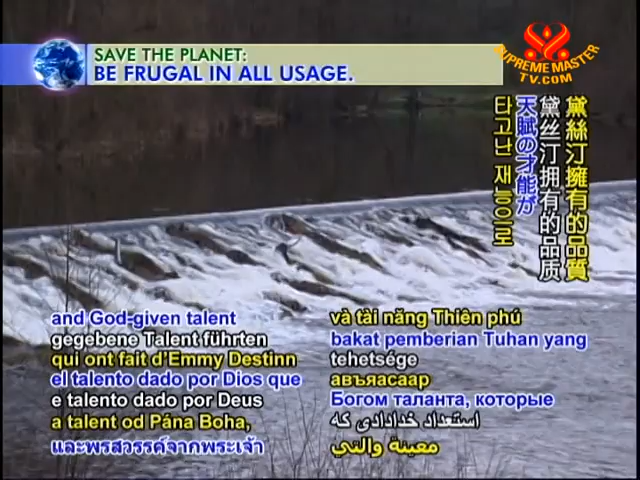 SAVE THE PLANET:
BE FRUGAL IN ALL USAGE.
SUPREME MASTER
TV.COM
黛絲汀擁有的品質
黛丝汀拥有的品质
天賦の才能が
타고난 재능으로
and God-given talent
gegebene Talent führten
qui ont fait d'Emmy Destinn
el talento dado por Dios que
e talento dado por Deus
a talent od Pána Boha,
และพรสวรรค์จากพระเจ้า
và tài năng Thiên phú
bakat pemberian Tuhan yang
tehetsége
авъяасаар
Богом таланта, которые
استعداد خدادادی که
معينة والتي